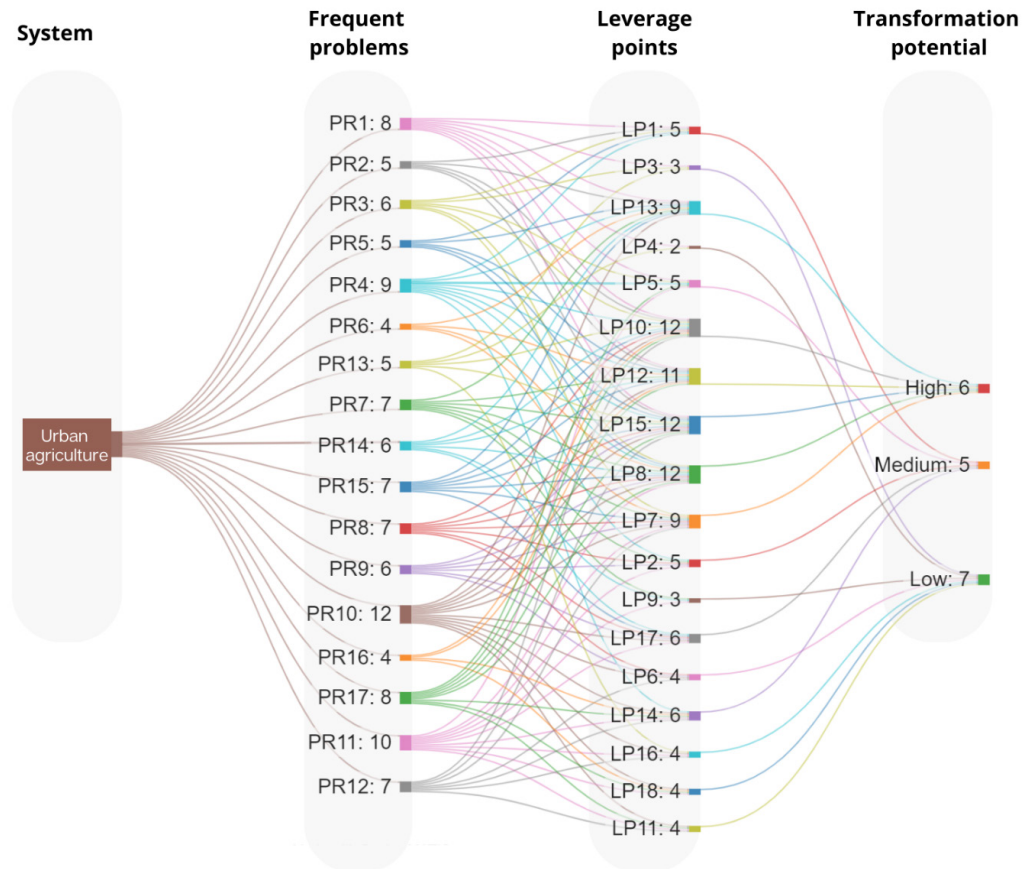 System
Frequent
problems
Leverage
points
Transformation
potential
Urban
agriculture
PR1: 8
PR2: 5
PR3: 6
PR5: 5
PR4: 9
PR6: 4
PR13: 5
PR7: 7
PR14: 6
PR15: 7
PR8: 7
PR9: 6
PR10: 12
PR16: 4
PR17: 8
PR11: 10
PR12: 7
LP1: 5
LP3: 3
LP13: 9
LP4: 2
LP5: 5
LP10: 12
LP12: 11
LP15: 12
LP8: 12
LP7: 9
LP2: 5
LP9: 3
LP17: 6
LP6: 4
LP14: 6
LP16: 4
LP18: 4
LP11: 4
High: 6
Medium: 5
Low: 7